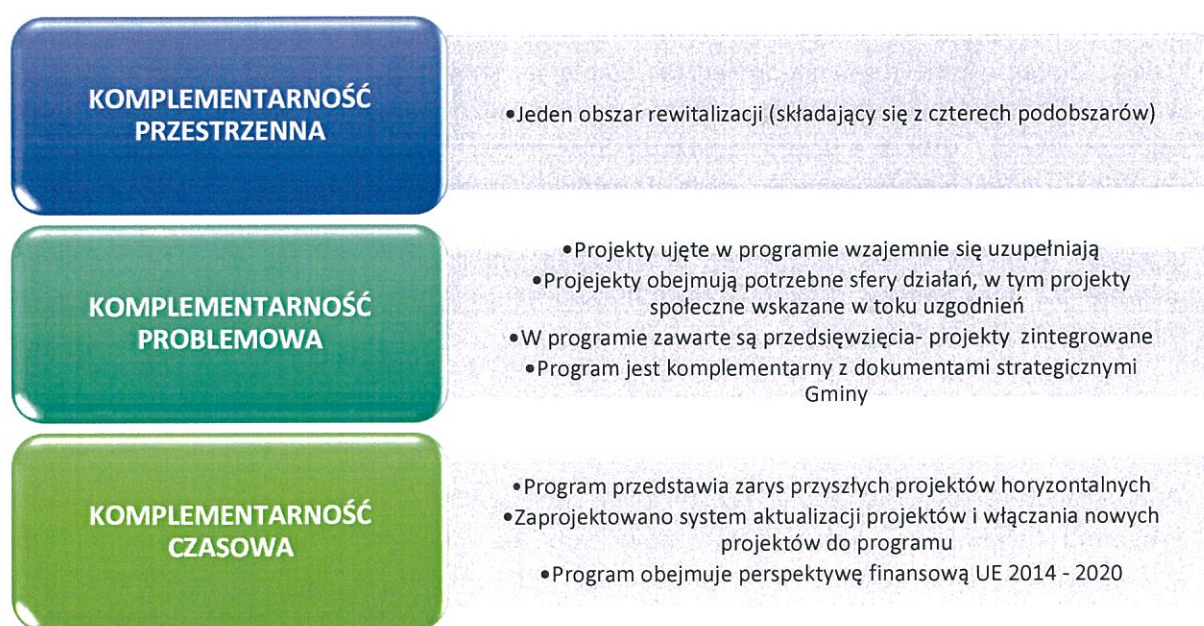 KOMPLEMENTARNOŚĆ
PRZESTRZENNA
•Jeden obszar rewitalizacji (składający się z czterech podobszarów)
KOMPLEMENTARNOŚĆ
PROBLEMOWA
•Projekty ujęte w programie wzajemnie się uzupełniają
•Projejekty obejmują potrzebne sfery działań, w tym projekty
społeczne wskazane w toku uzgodnień
•W programie zawarte są przedsięwzięcia- projekty zintegrowane
•Program jest komplementarny z dokumentami strategicznymi
Gminy
KOMPLEMENTARNOŚĆ
CZASOWA
•Program przedstawia zarys przyszłych projektów horyzontalnych
•Zaprojektowano system aktualizacji projektów i włączania nowych
projektów do programu
•Program obejmuje perspektywę finansową UE 2014 - 2020